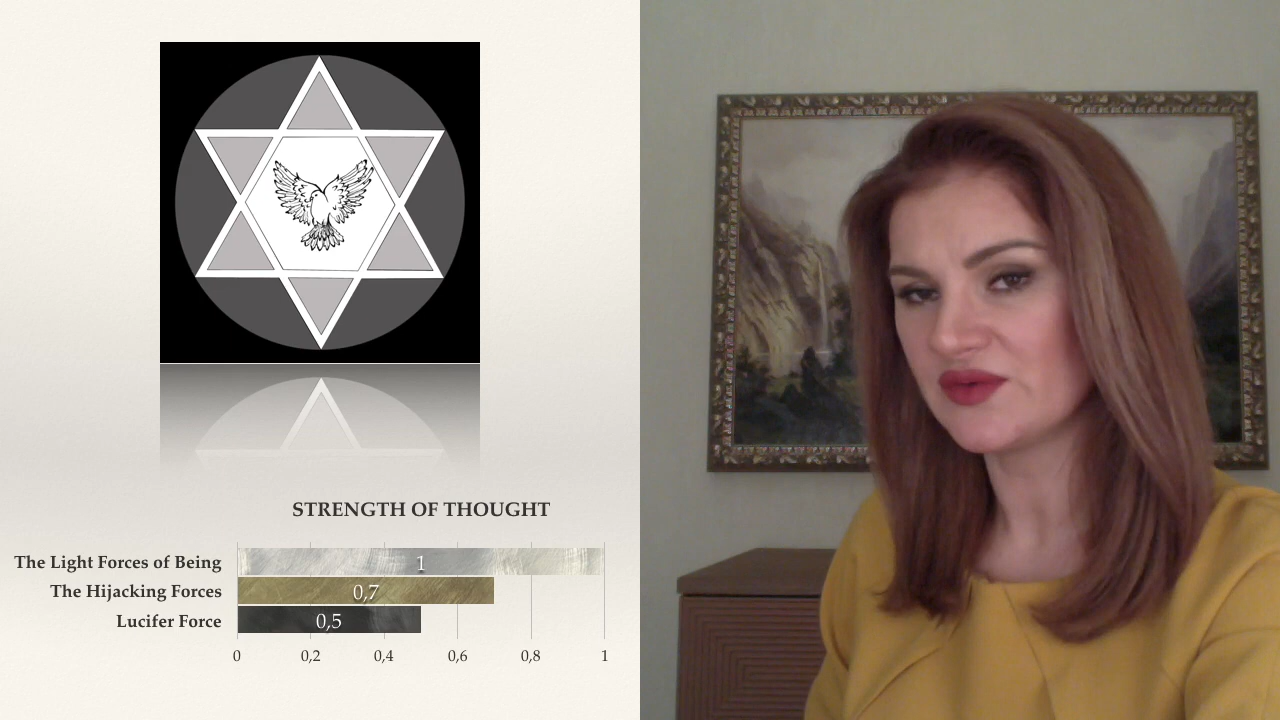 STRENGTH OF THOUGHT
The Light Forces of Being 1
The Hijacking Forces 0,7
Lucifer Force 0,5
0 0,2 0,4 0,6 0,8 1